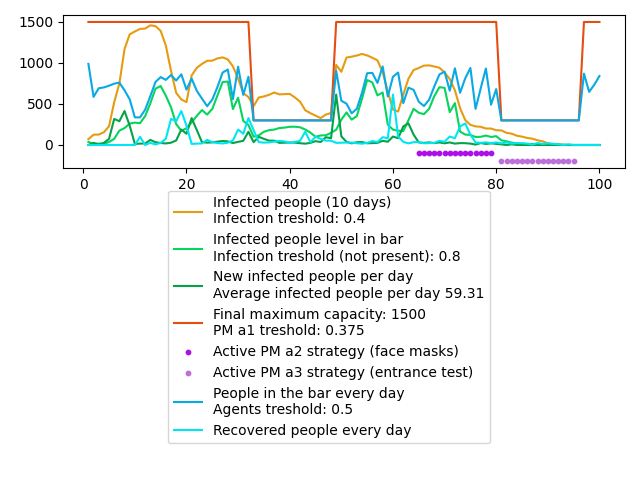 1500
1000
500
0
0 20 40 60 80 100
Infected people (10 days)
Infection treshold: 0.4
Infected people level in bar
Infection treshold (not present): 0.8
New infected people per day
Average infected people per day 59.31
Final maximum capacity: 1500
PM a1 treshold: 0.375
Active PM a2 strategy (face masks)
Active PM a3 strategy (entrance test)
People in the bar every day
Agents treshold: 0.5
Recovered people every day